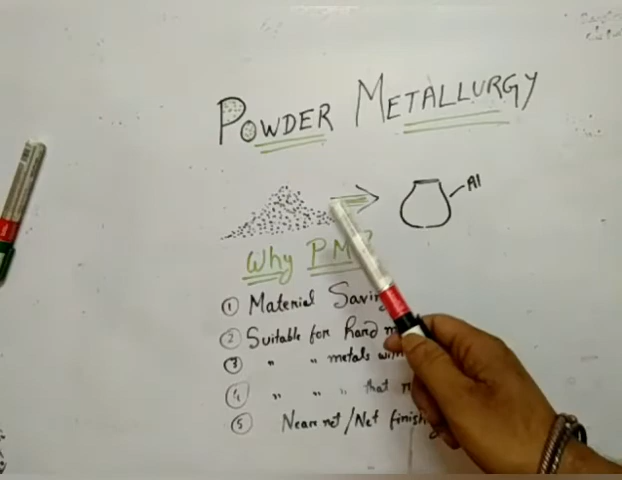 POWDER METALLURGY
Al
Why PM?
① Material Savin
② Suitable for hard m
③ " " metals with
④ " " " that
⑤ Near net/Net finish